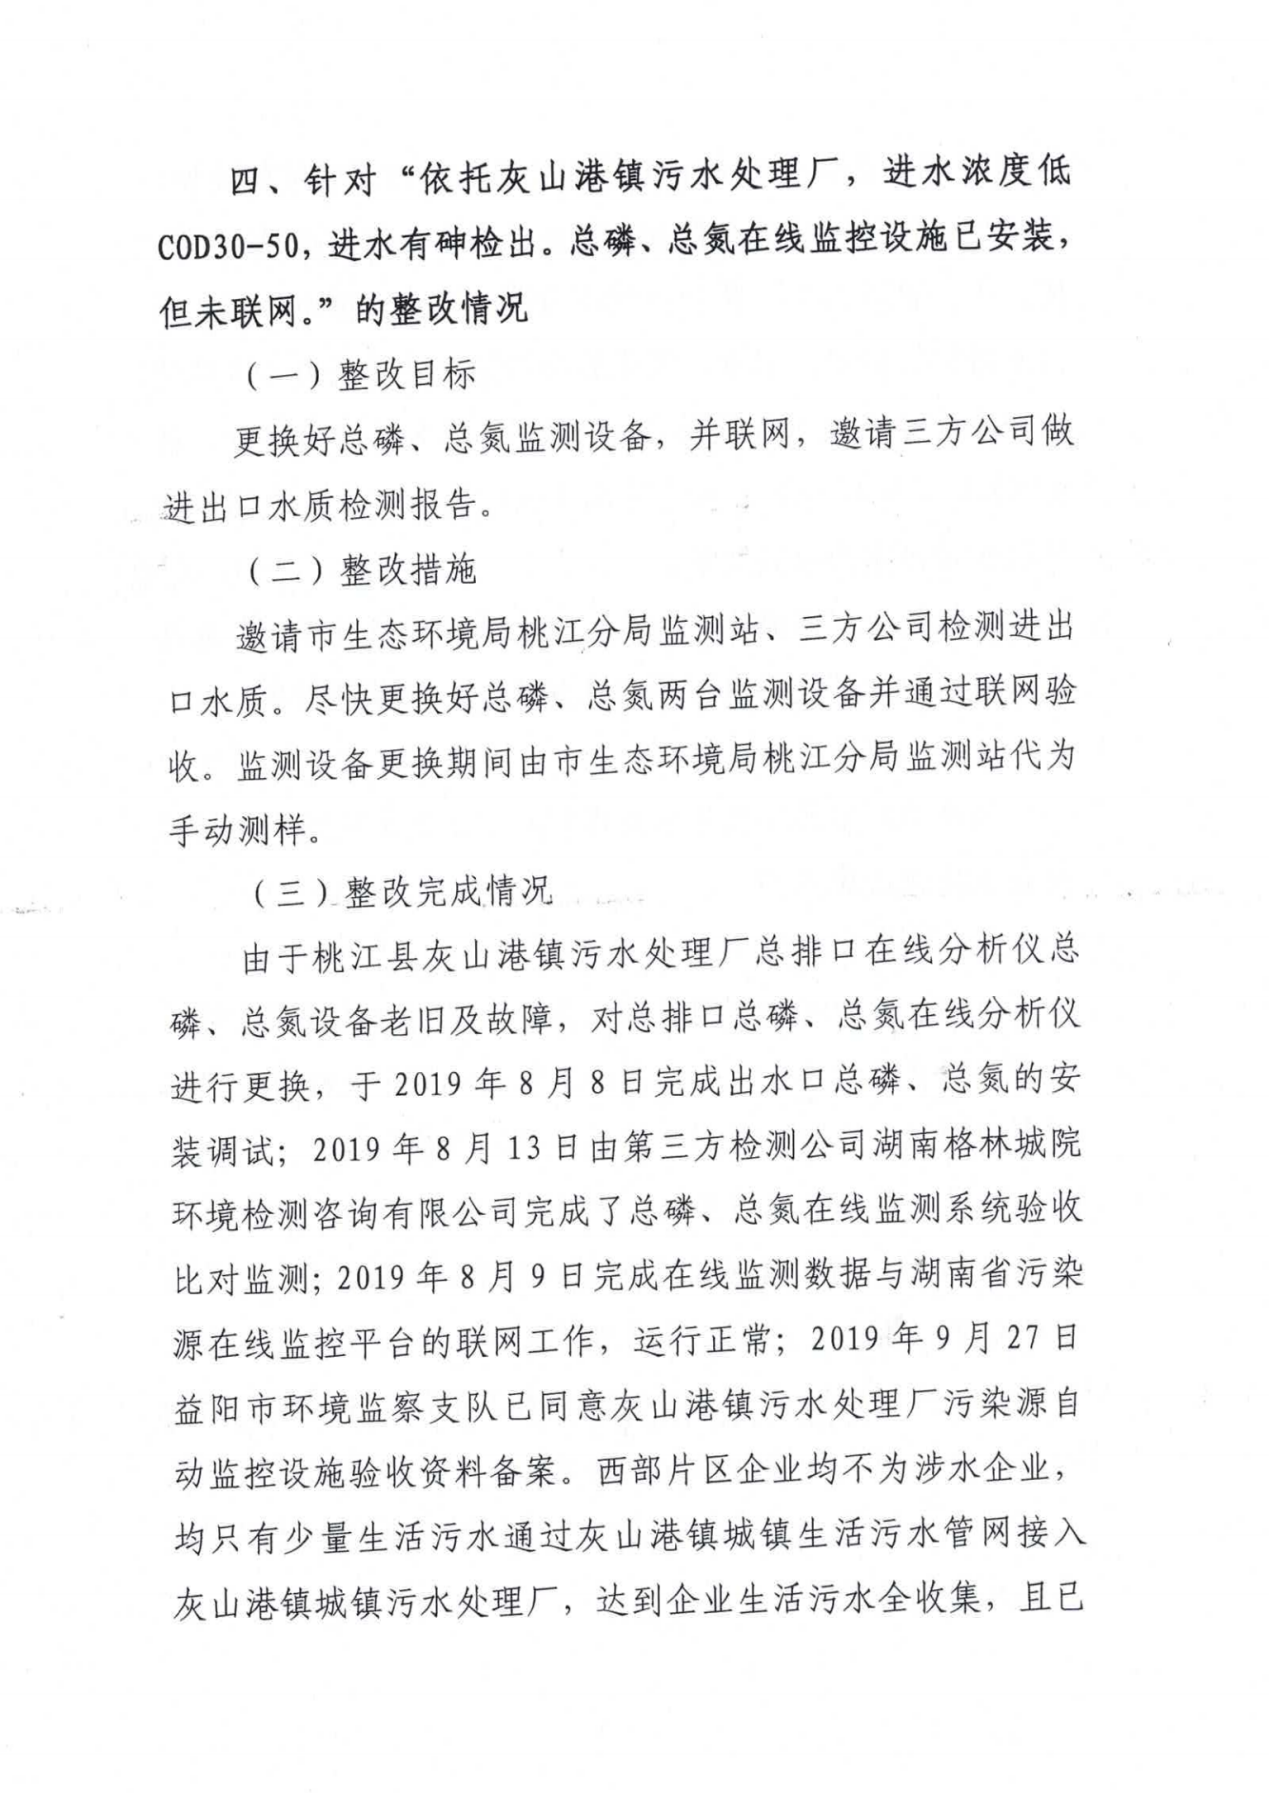 四、针对“依托灰山港镇污水处理厂，进水浓度低
COD30-50，进水有砷检出。总磷、总氮在线监控设施已安装，
但未联网。”的整改情况
（一）整改目标
更换好总磷、总氮监测设备，并联网，邀请三方公司做
进出口水质检测报告。
（二）整改措施
邀请市生态环境局桃江分局监测站、三方公司检测进出
口水质。尽快更换好总磷、总氮两台监测设备并通过联网验
收。监测设备更换期间由市生态环境局桃江分局监测站代为
手动测样。
（三）整改完成情况
由于桃江县灰山港镇污水处理厂总排口在线分析仪总
磷、总氮设备老旧及故障，对总排口总磷、总氮在线分析仪
进行更换，于2019年8月8日完成出水口总磷、总氮的安
装调试；2019年8月13日由第三方检测公司湖南格林城院
环境检测咨询有限公司完成了总磷、总氮在线监测系统验收
比对监测；2019年8月9日完成在线监测数据与湖南省污染
源在线监控平台的联网工作，运行正常；2019年9月27日
益阳市环境监察支队已同意灰山港镇污水处理厂污染源自
动监控设施验收资料备案。西部片区企业均不为涉水企业，
均只有少量生活污水通过灰山港镇城镇生活污水管网接入
灰山港镇城镇污水处理厂，达到企业生活污水全收集，且已